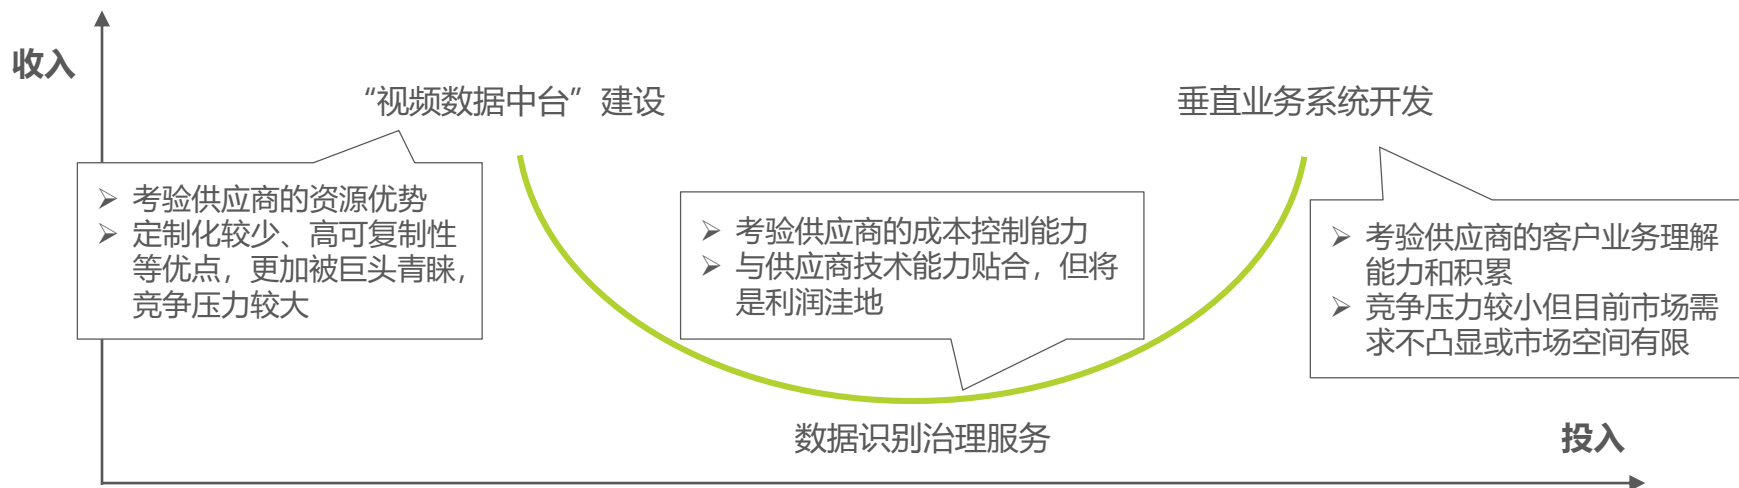 收入
“视频数据中台”建设
垂直业务系统开发
➢ 考验供应商的资源优势
➢ 定制化较少、高可复制性
等优点，更加被巨头青睐，
竞争压力较大
➢ 考验供应商的成本控制能力
➢ 与供应商技术能力贴合，但将
是利润洼地
➢ 考验供应商的客户业务理解
能力和积累
➢ 竞争压力较小但目前市场需
求不凸显或市场空间有限
数据识别治理服务
投入